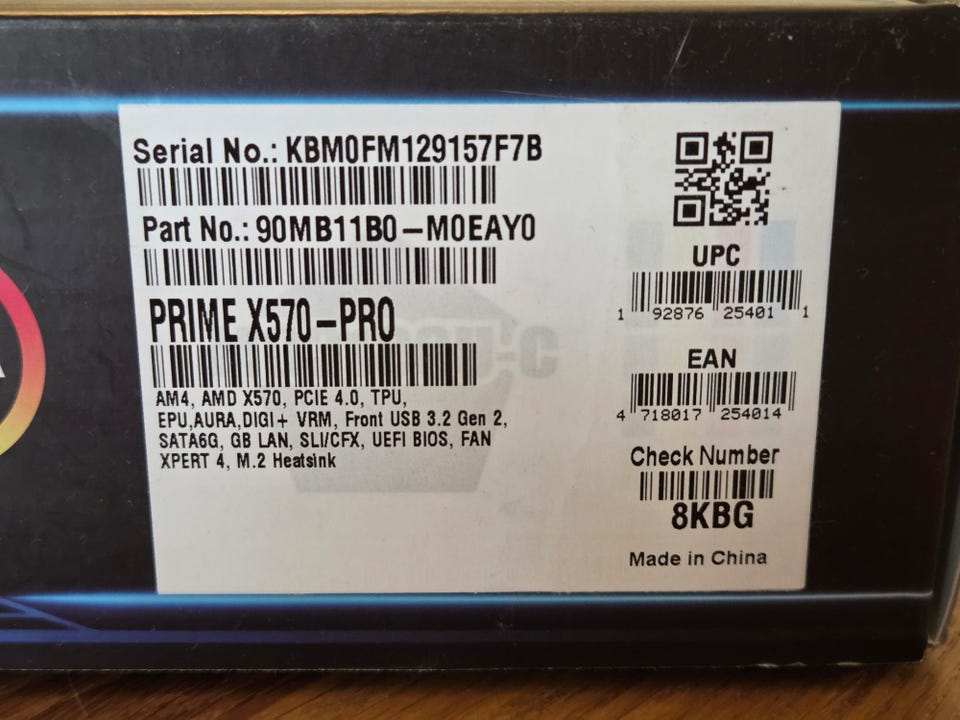 Serial No.: KBM0FM129157F7B
Part No.: 90MB11B0-M0EAY0
PRIME X570-PRO
AM4, AMD X570, PCIE 4.0, TPU,
EPU,AURA,DIGI+ VRM, Front USB 3.2 Gen 2,
SATA6G, GB LAN, SLI/CFX, UEFI BIOS, FAN
XPERT 4, M.2 Heatsink
UPC
1 92876 25401 1
EAN
4 718017 254014
Check Number
8KBG
Made in China